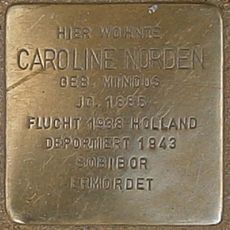 HIER WOHNTE
CAROLINE NORDEN
GEB. MINDUS
JG. 1885
FLUCHT 1938 HOLLAND
DEPORTIERT 1943
SOBIBOR
ERMORDET